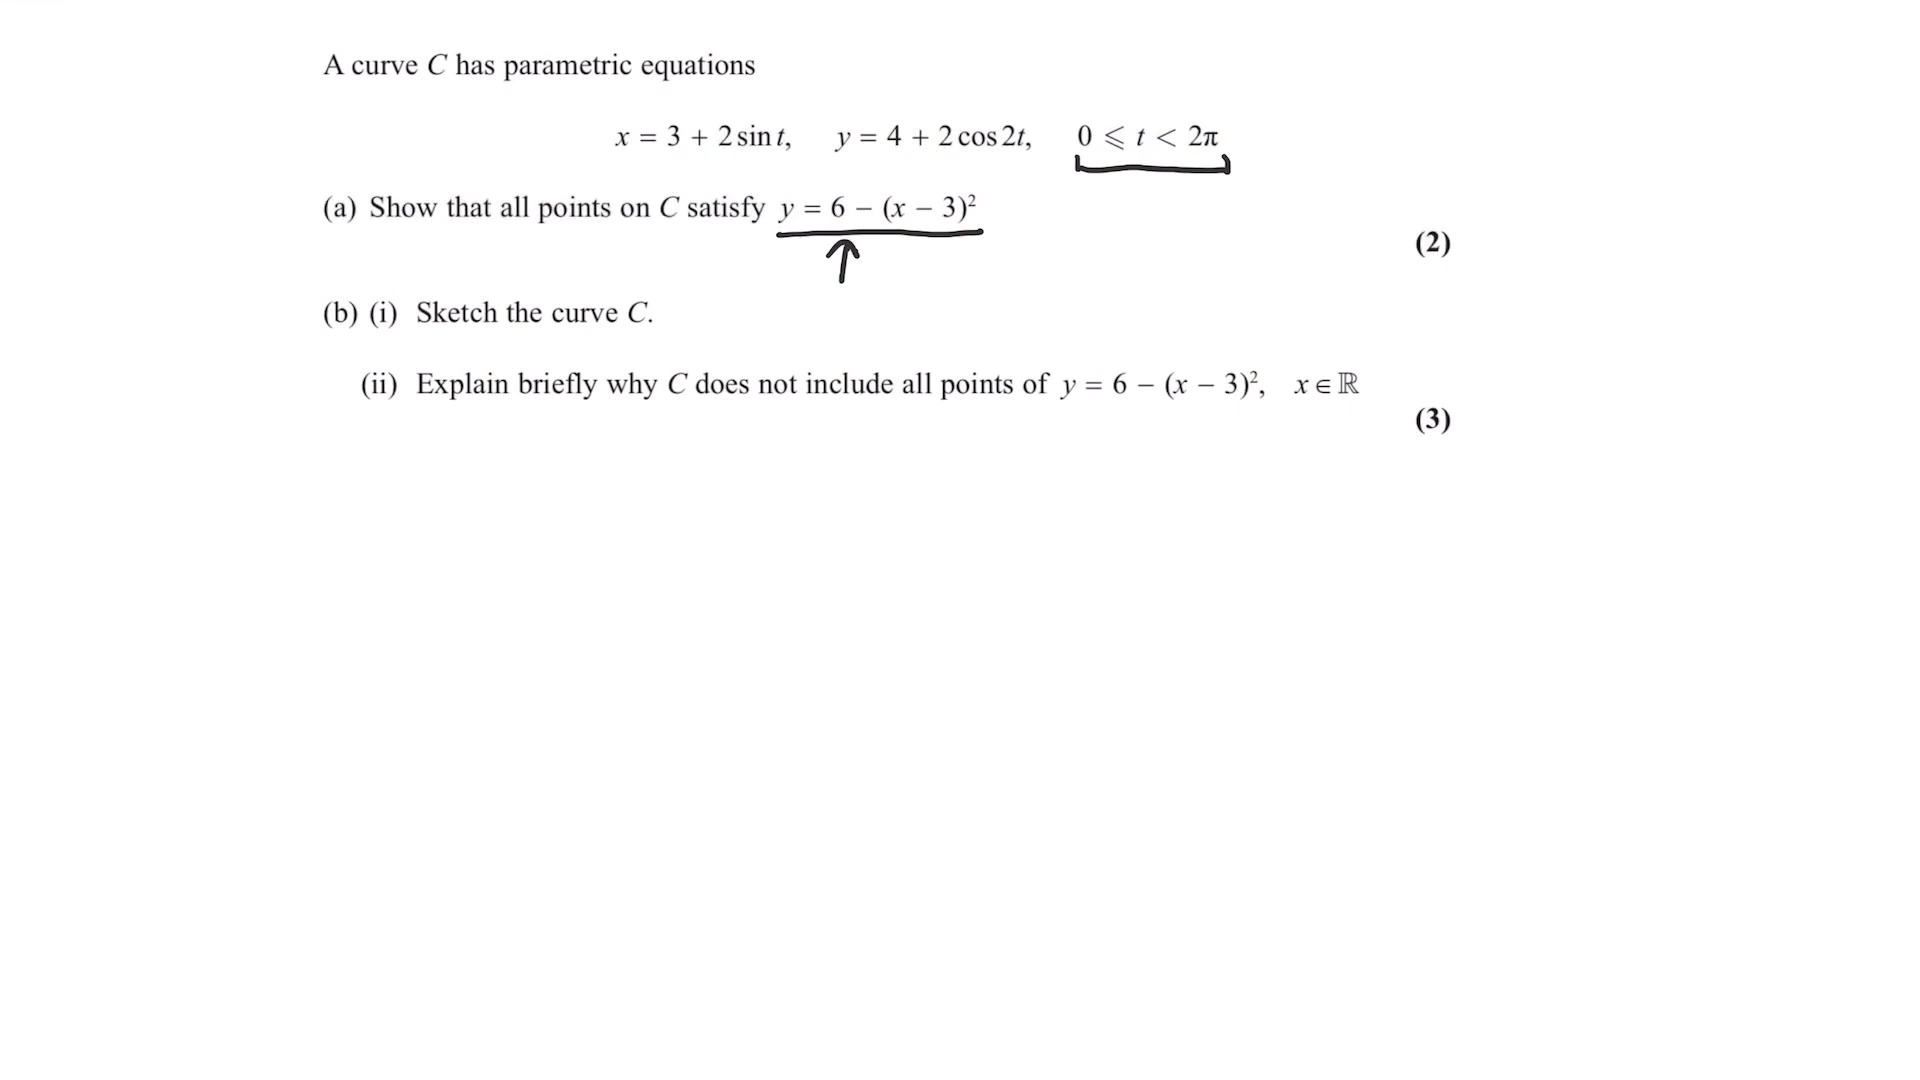 A curve C has parametric equations
x = 3 + 2 sin t, y = 4 + 2 cos 2t, 0 ⩽ t < 2π
(a) Show that all points on C satisfy y = 6 − (x − 3)²
(2)
(b) (i) Sketch the curve C.
(ii) Explain briefly why C does not include all points of y = 6 − (x − 3)², x ∈ ℝ
(3)